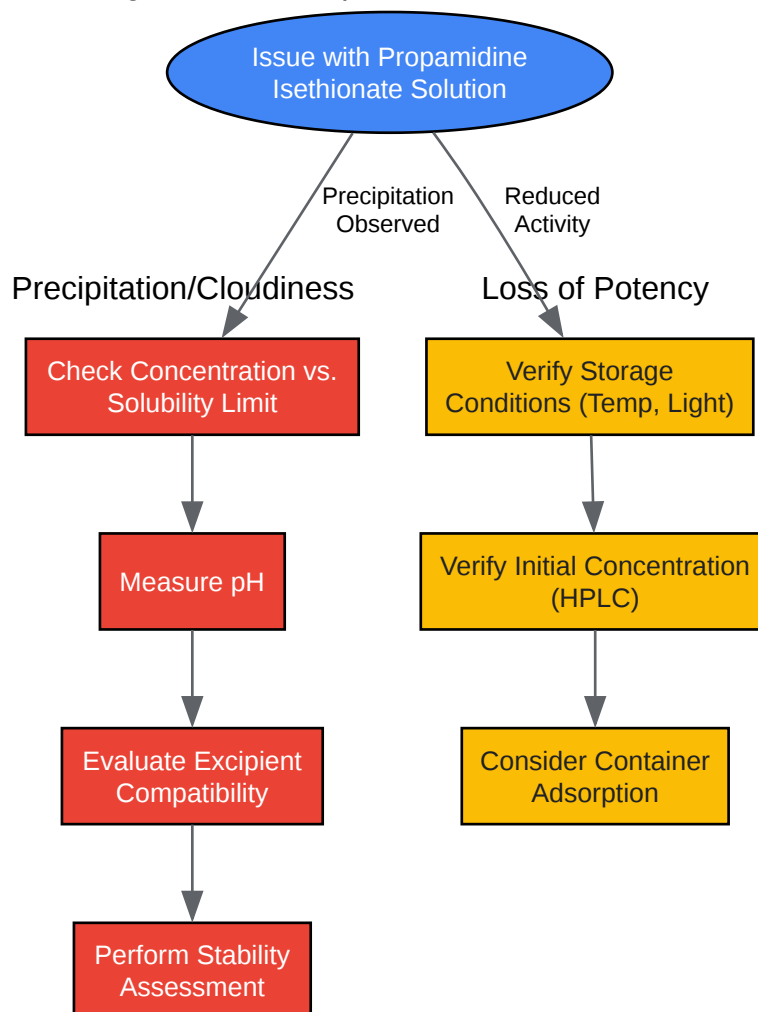 Issue with Propamidine
Isethionate Solution
Precipitation
Observed
Reduced
Activity
Precipitation/Cloudiness
Loss of Potency
Check Concentration vs.
Solubility Limit
Verify Storage
Conditions (Temp, Light)
Measure pH
Verify Initial Concentration
(HPLC)
Evaluate Excipient
Compatibility
Consider Container
Adsorption
Perform Stability
Assessment